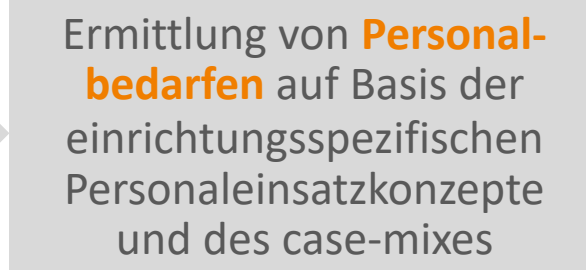 Ermittlung von Personal-
bedarfen auf Basis der
einrichtungsspezifischen
Personaleinsatzkonzepte
und des case-mixes